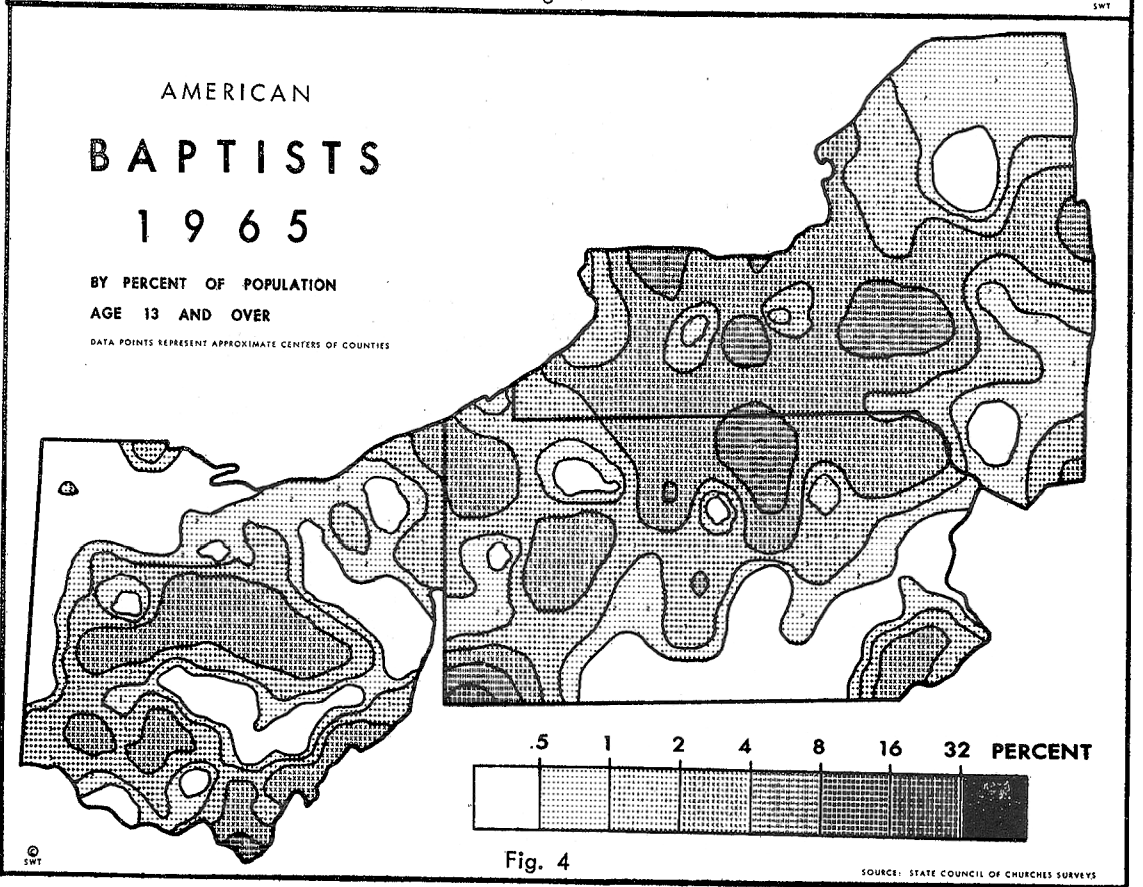 SWT
AMERICAN
BAPTISTS
1965
BY PERCENT OF POPULATION
AGE 13 AND OVER
DATA POINTS REPRESENT APPROXIMATE CENTERS OF COUNTIES
.5 1 2 4 8 16 32 PERCENT
© SWT
Fig. 4
SOURCE: STATE COUNCIL OF CHURCHES SURVEYS